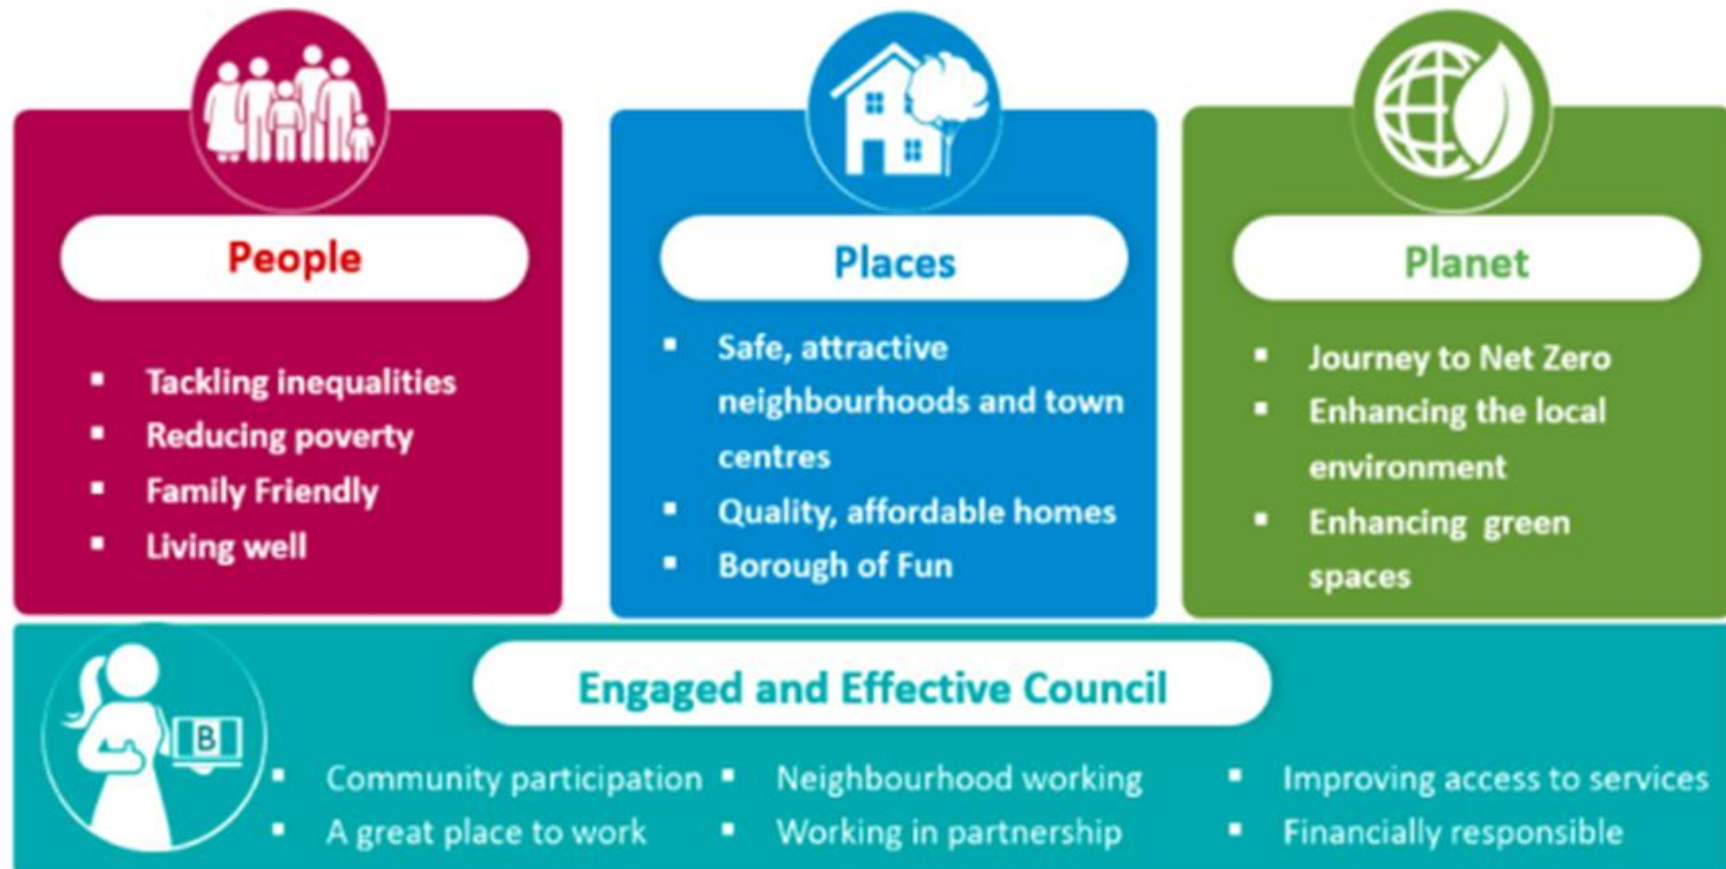 People
▪ Tackling inequalities
▪ Reducing poverty
▪ Family Friendly
▪ Living well
Places
▪ Safe, attractive
neighbourhoods and town
centres
▪ Quality, affordable homes
▪ Borough of Fun
Planet
▪ Journey to Net Zero
▪ Enhancing the local
environment
▪ Enhancing green
spaces
Engaged and Effective Council
B
▪ Community participation
▪ A great place to work
▪ Neighbourhood working
▪ Working in partnership
▪ Improving access to services
▪ Financially responsible